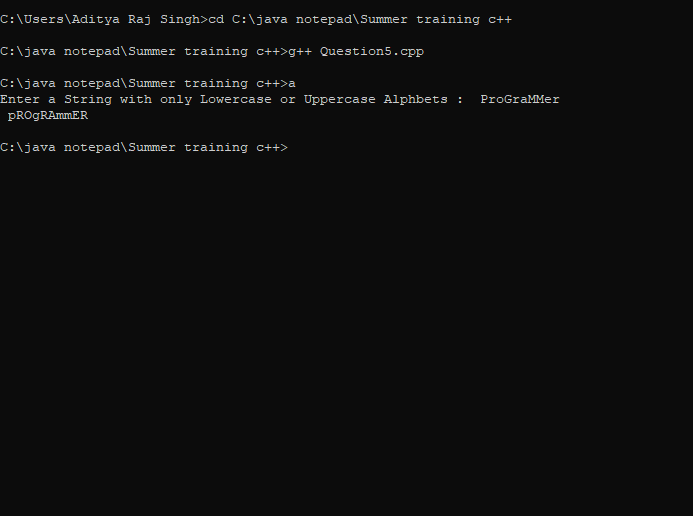 C:\Users\Aditya Raj Singh>cd C:\java notepad\Summer training c++
C:\java notepad\Summer training c++>g++ Question5.cpp
C:\java notepad\Summer training c++>a
Enter a String with only Lowercase or Uppercase Alphbets :  ProGraMMer
 pROgRAmmER
C:\java notepad\Summer training c++>